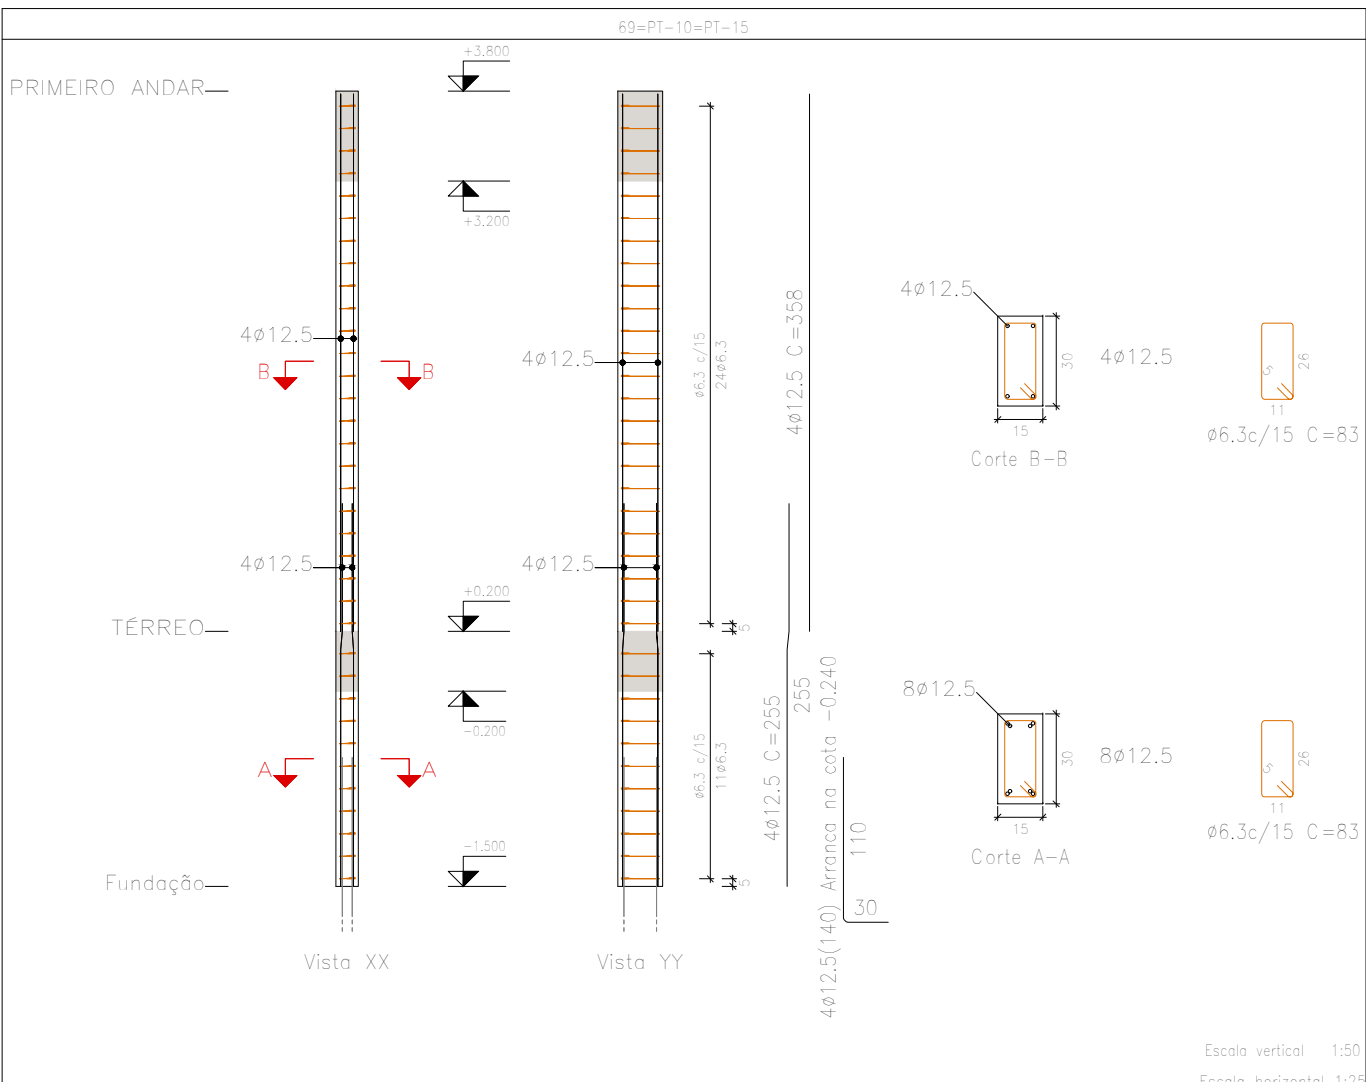 69=PT-10=PT-15
PRIMEIRO ANDAR
+3.800
+3.200
4ø12.5
4ø12.5
B
B
ø6.3 c/15
24ø6.3
4ø12.5 C=358
4ø12.5
4ø12.5
30
15
Corte B-B
5
26
11
ø6.3c/15 C=83
4ø12.5
4ø12.5
TÉRREO
+0.200
-0.200
5
ø6.3 c/15
11ø6.3
4ø12.5 C=255
255
4ø12.5(140) Arranca na cota -0.240
110
30
A
A
8ø12.5
8ø12.5
30
15
Corte A-A
5
26
11
ø6.3c/15 C=83
Fundação
-1.500
5
Vista XX
Vista YY
Escala vertical 1:50
Escala horizontal 1:25